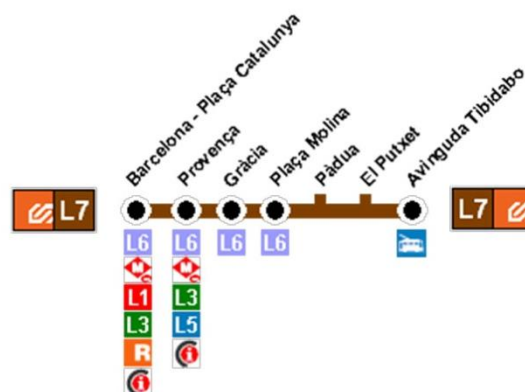 Barcelona - Plaça Catalunya
Provença
Gràcia
Plaça Molina
Pàdua
El Putxet
Avinguda Tibidabo
L7
L7
L6
L6
L6
L6
M
M
L1
L3
L3
L5
R
i
i